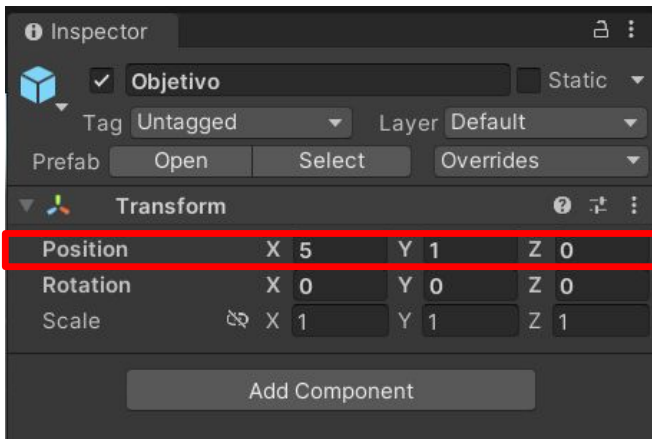 Inspector
Objetivo Static
Tag Untagged Layer Default
Prefab Open Select Overrides
Transform
Position X 5 Y 1 Z 0
Rotation X 0 Y 0 Z 0
Scale X 1 Y 1 Z 1
Add Component